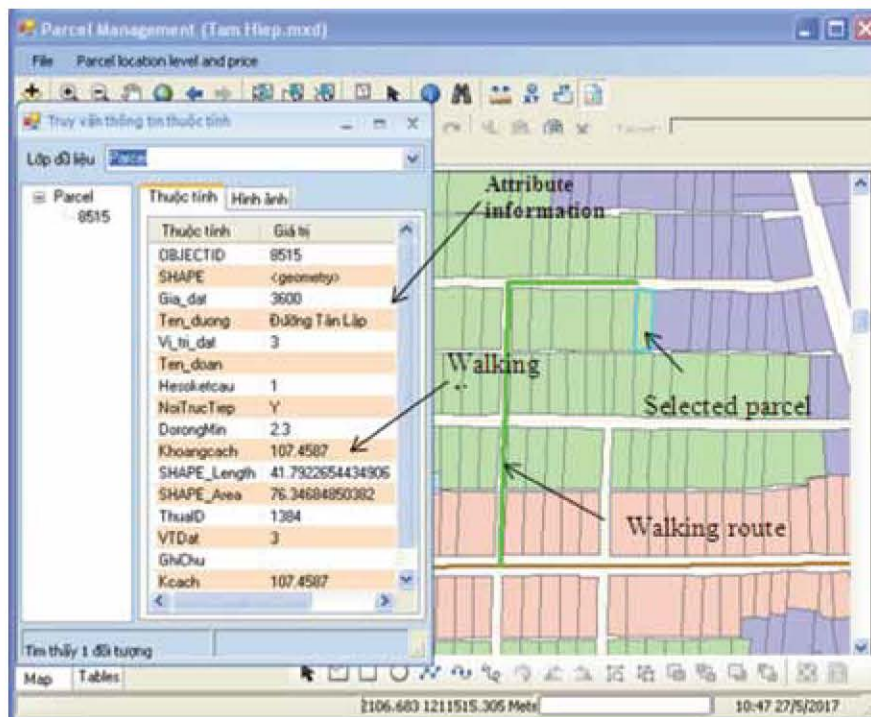 Parcel Management (Tam Hiep.mxd)
File Parcel location level and price
Truy vấn thông tin thuộc tính
Lớp dữ liệu Parcel
Parcel
8515
Thuộc tính Hình ảnh
Thuộc tính Giá trị
OBJECTID 8515
SHAPE <geometry>
Gia_dat 3600
Ten_duong Đường Tân Lập
Vi_tri_dat 3
Ten_doan
Hesoketcau 1
NoiTrucTiep Y
DorongMin 2.3
Khoangcach 107.4587
SHAPE_Length 41.7922654434906
SHAPE_Area 76.34684850382
ThuaID 1384
VTDat 3
GhiChu
Kcach 107.4587
Tìm thấy 1 đối tượng
Attribute
information
Walking
Selected parcel
Walking route
Map Tables
2106.683 1211515.305 Mete
10:47 27/5/2017